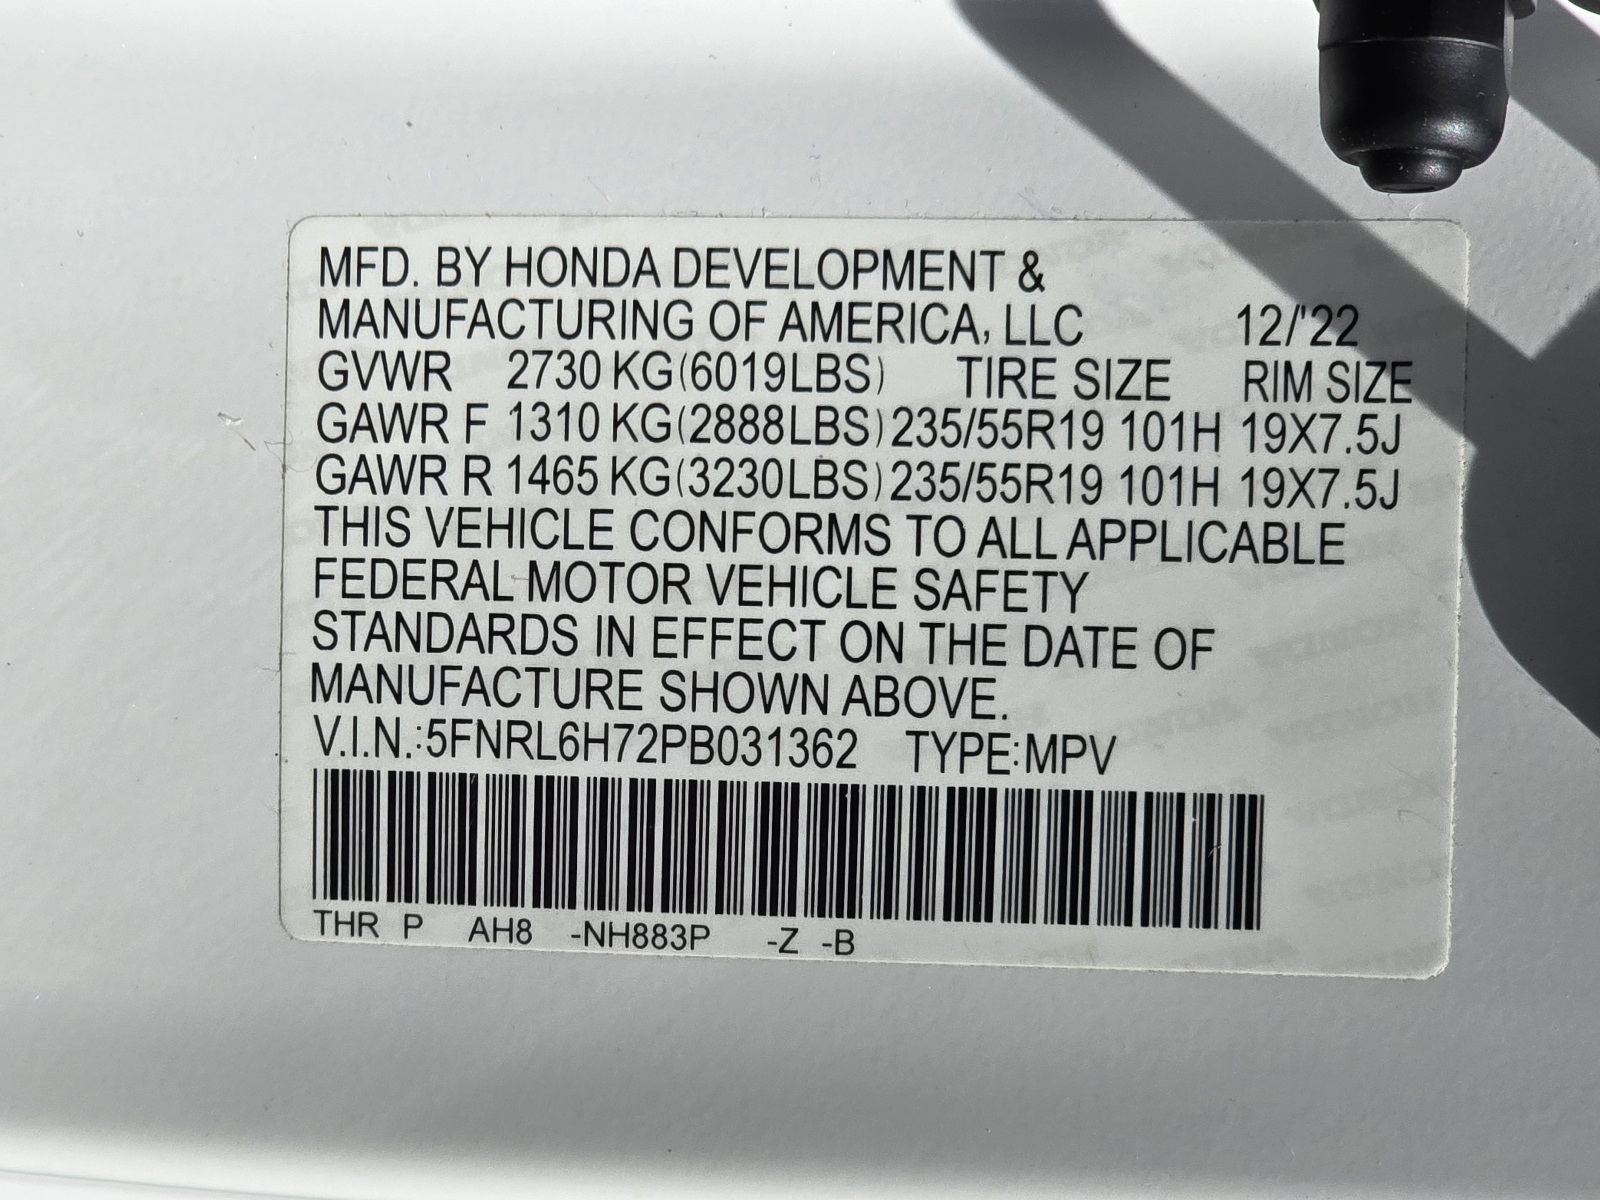 MFD. BY HONDA DEVELOPMENT &
MANUFACTURING OF AMERICA, LLC 12/'22
GVWR 2730 KG(6019LBS) TIRE SIZE RIM SIZE
GAWR F 1310 KG(2888LBS) 235/55R19 101H 19X7.5J
GAWR R 1465 KG(3230LBS) 235/55R19 101H 19X7.5J
THIS VEHICLE CONFORMS TO ALL APPLICABLE
FEDERAL MOTOR VEHICLE SAFETY
STANDARDS IN EFFECT ON THE DATE OF
MANUFACTURE SHOWN ABOVE.
V.I.N.:5FNRL6H72PB031362 TYPE:MPV
THR P AH8 -NH883P -Z -B